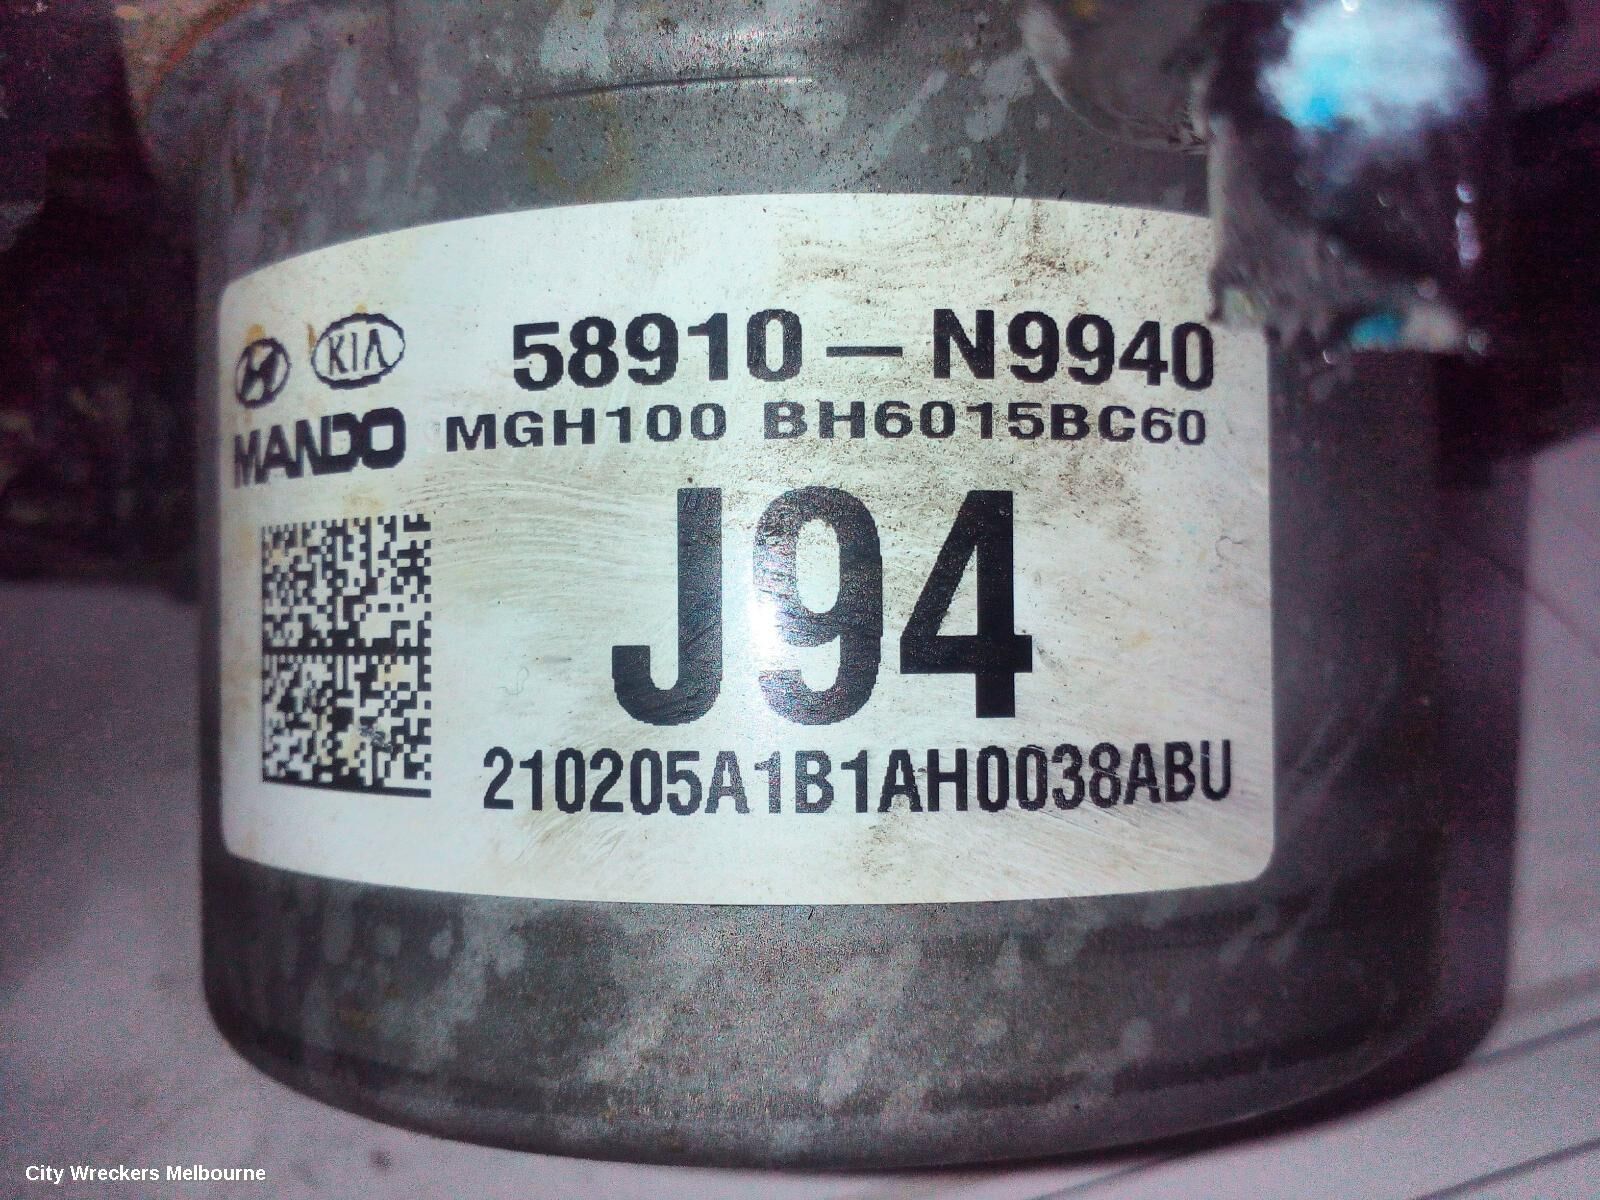 KIA
58910 – N9940
MANDO
MGH100 BH6015BC60
J94
210205A1B1AH0038ABU
City Wreckers Melbourne